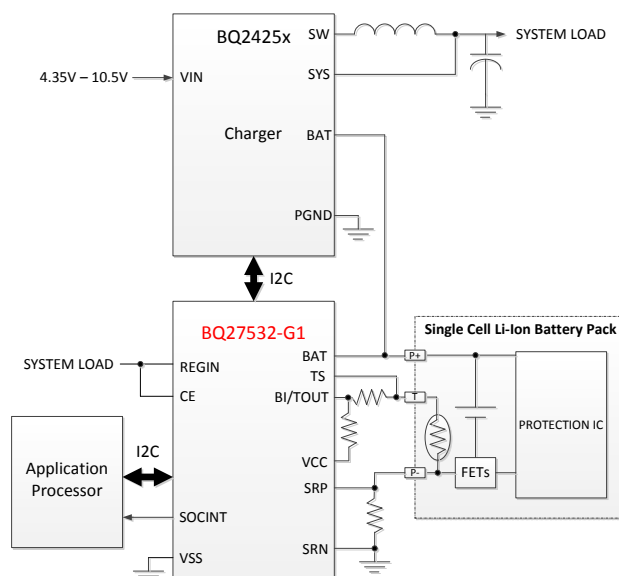 BQ2425x
SW
SYSTEM LOAD
SYS
4.35V – 10.5V
VIN
Charger
BAT
PGND
I2C
BQ27532-G1
Single Cell Li-Ion Battery Pack
BAT
P+
SYSTEM LOAD
REGIN
TS
CE
BI/TOUT
T
PROTECTION IC
I2C
Application
Processor
VCC
P-
FETs
SRP
SOCINT
VSS
SRN